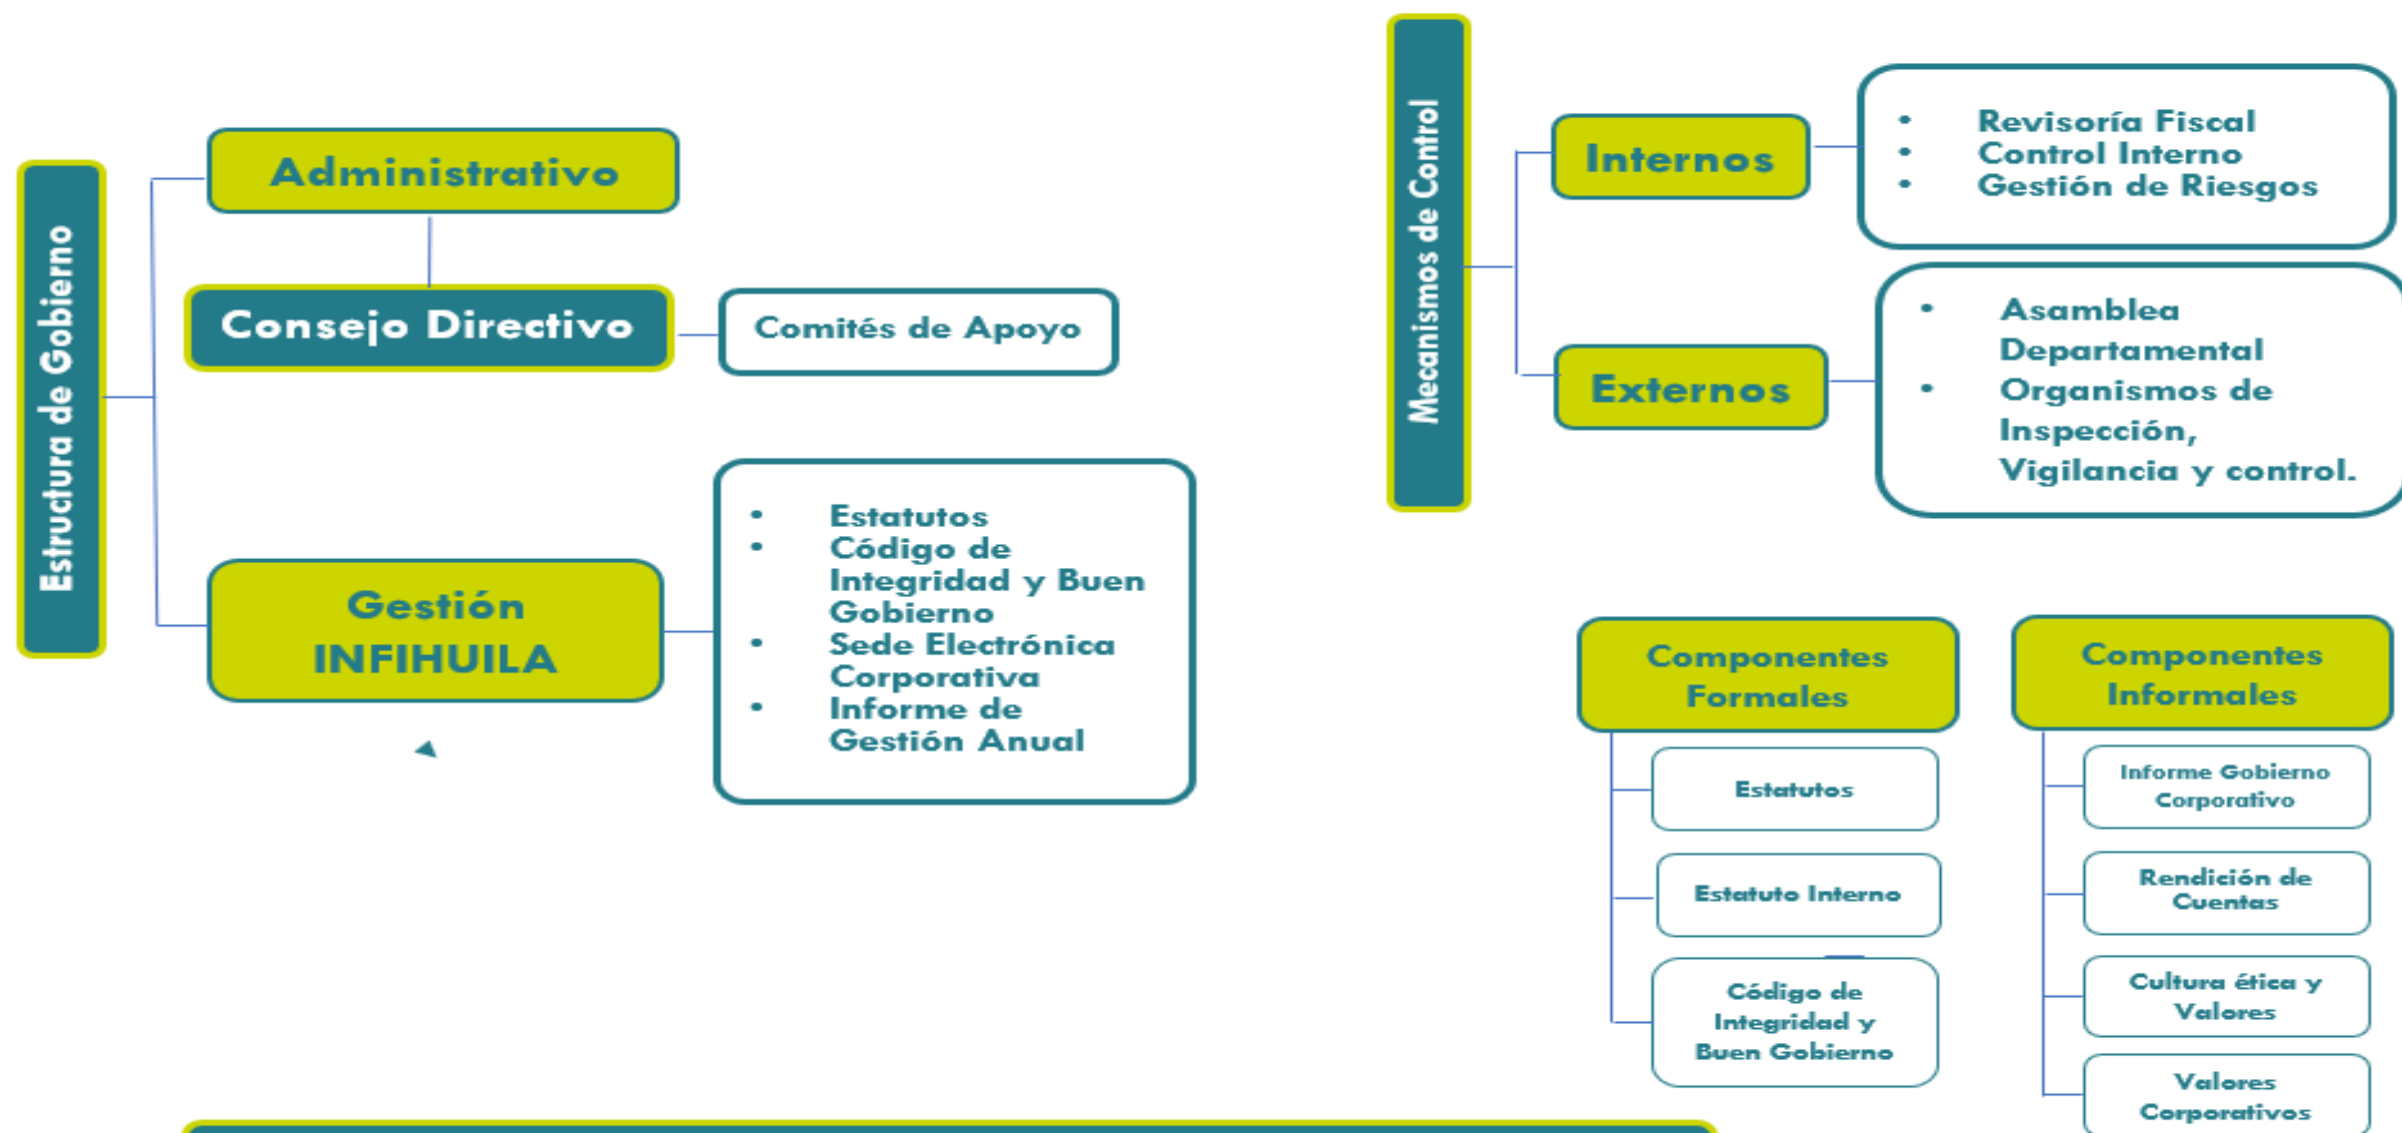 Estructura de Gobierno
Administrativo
Consejo Directivo
Comités de Apoyo
Gestión
INFIHUILA
• Estatutos
• Código de
Integridad y Buen
Gobierno
• Sede Electrónica
Corporativa
• Informe de
Gestión Anual
Mecanismos de Control
Internos
• Revisoría Fiscal
• Control Interno
• Gestión de Riesgos
Externos
• Asamblea
Departamental
• Organismos de
Inspección,
Vigilancia y control.
Componentes
Formales
Estatutos
Estatuto Interno
Código de
Integridad y
Buen Gobierno
Componentes
Informales
Informe Gobierno
Corporativo
Rendición de
Cuentas
Cultura ética y
Valores
Valores
Corporativos